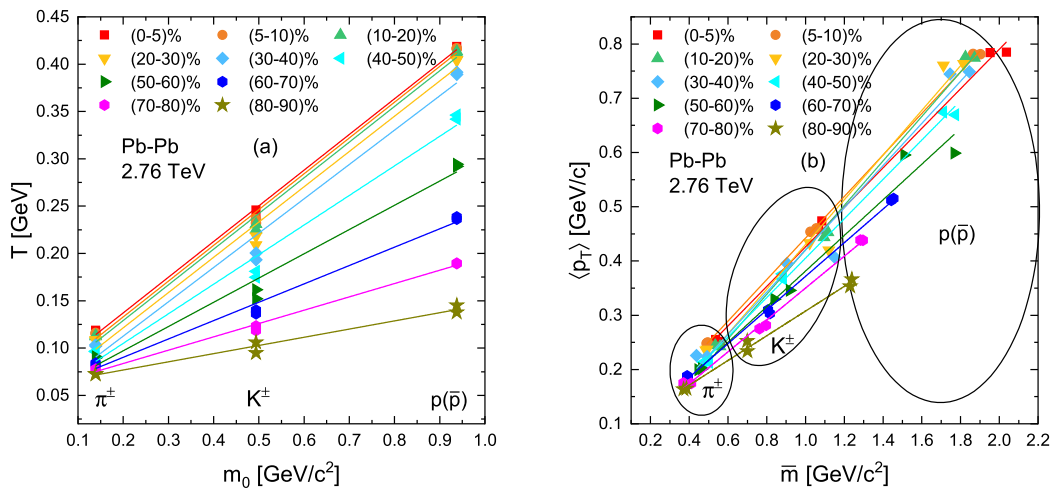 (0-5)% (5-10)% (10-20)%
(20-30)% (30-40)% (40-50)%
(50-60)% (60-70)%
(70-80)% (80-90)%
Pb-Pb (a)
2.76 TeV
π± K± p(p̅)
0.40
0.35
0.30
0.25
0.20
0.15
0.10
0.05
T [GeV]
0.1 0.2 0.3 0.4 0.5 0.6 0.7 0.8 0.9 1.0
m₀ [GeV/c²]
(0-5)% (5-10)%
(10-20)% (20-30)%
(30-40)% (40-50)%
(50-60)% (60-70)%
(70-80)% (80-90)%
Pb-Pb (b)
2.76 TeV
p(p̅)
K±
π±
0.8
0.7
0.6
0.5
0.4
0.3
0.2
0.1
⟨p_T⟩ [GeV/c]
0.2 0.4 0.6 0.8 1.0 1.2 1.4 1.6 1.8 2.0 2.2
m̅ [GeV/c²]